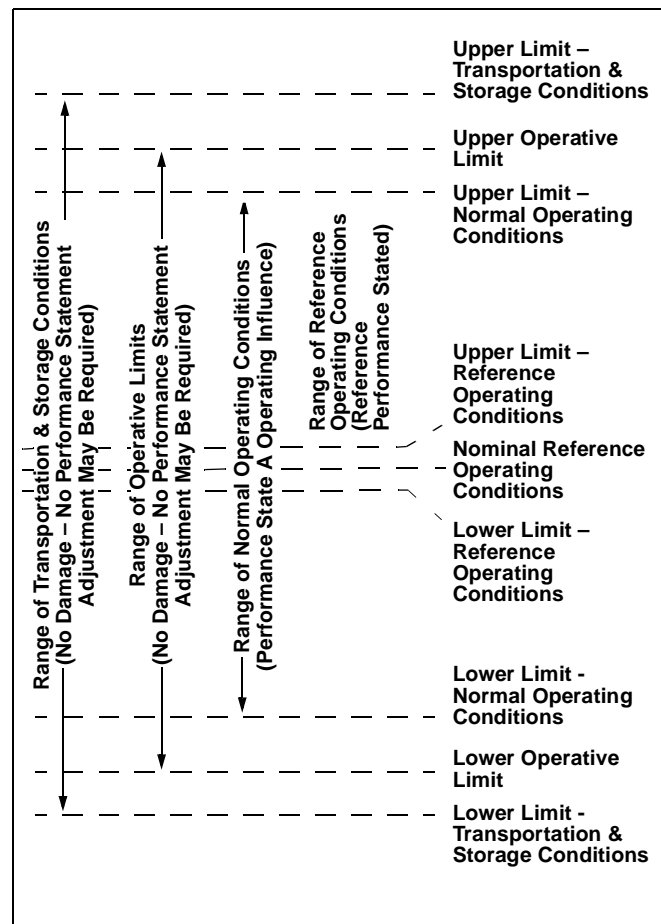 Upper Limit –
Transportation &
Storage Conditions
Upper Operative
Limit
Upper Limit –
Normal Operating
Conditions
Range of Transportation & Storage Conditions
(No Damage – No Performance Statement
Adjustment May Be Required)
Range of Operative Limits
(No Damage – No Performance Statement
Adjustment May Be Required)
Range of Normal Operating Conditions
(Performance State A Operating Influence)
Range of Reference
Operating Conditions
(Reference
Performance Stated)
Upper Limit –
Reference
Operating
Conditions
Nominal Reference
Operating
Conditions
Lower Limit –
Reference
Operating
Conditions
Lower Limit -
Normal Operating
Conditions
Lower Operative
Limit
Lower Limit -
Transportation &
Storage Conditions